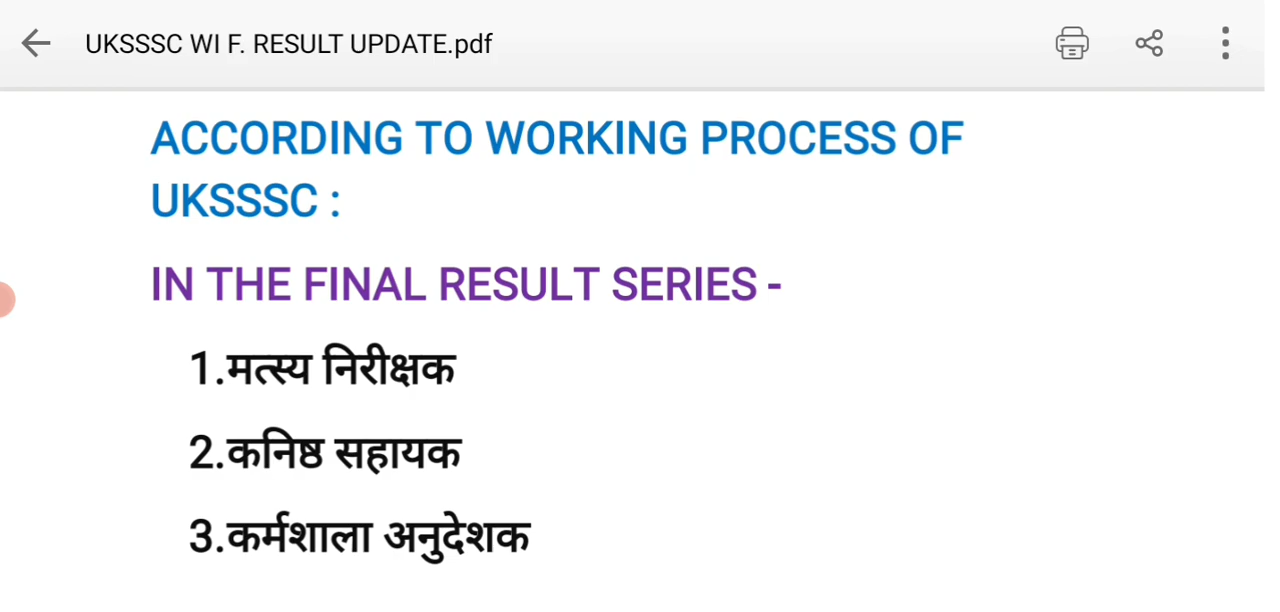 UKSSSC WI F. RESULT UPDATE.pdf
ACCORDING TO WORKING PROCESS OF
UKSSSC :
IN THE FINAL RESULT SERIES -
1.मत्स्य निरीक्षक
2.कनिष्ठ सहायक
3.कर्मशाला अनुदेशक